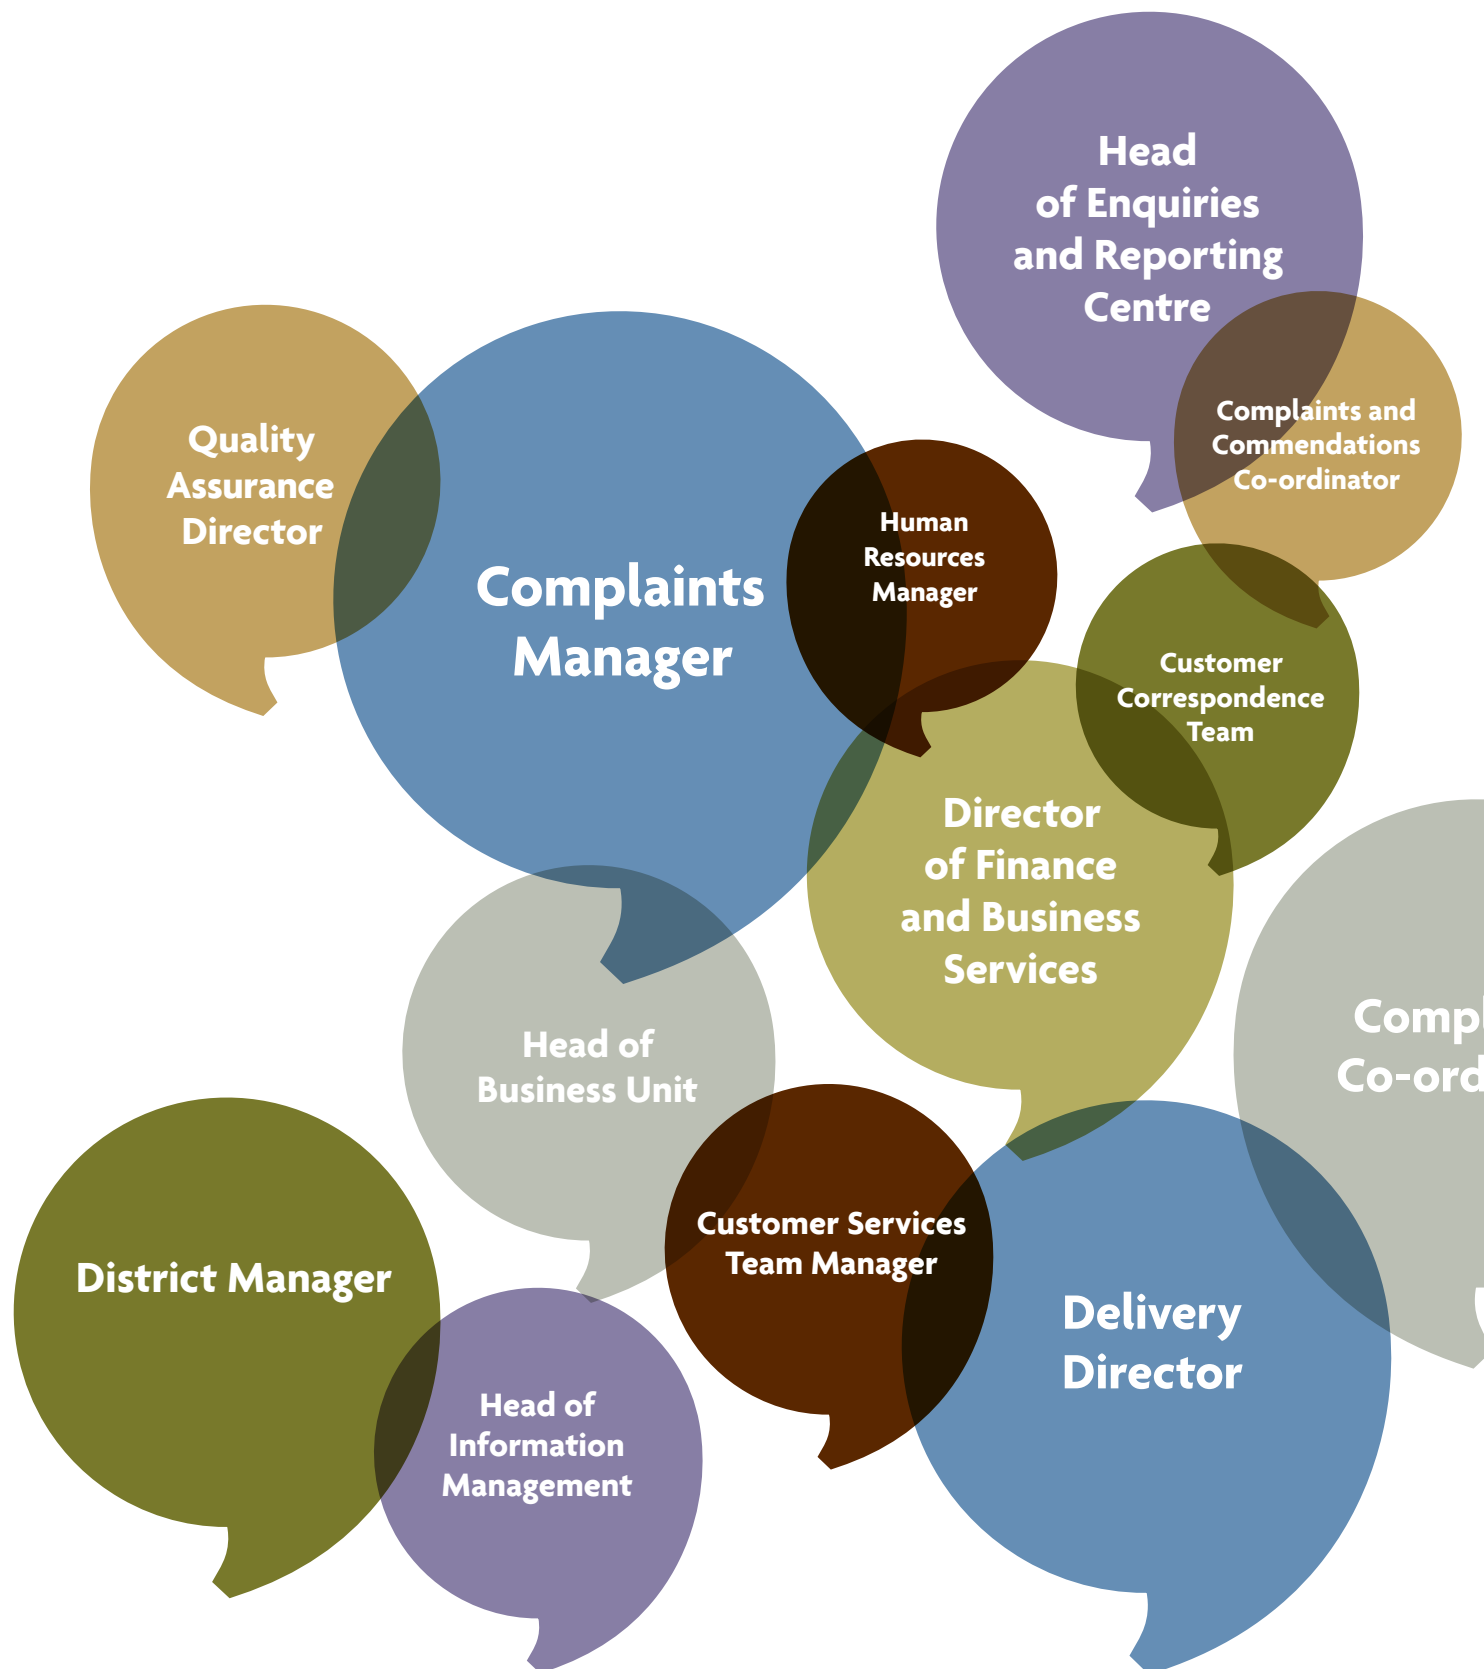 Head
of Enquiries
and Reporting
Centre
Complaints and
Commendations
Co-ordinator
Quality
Assurance
Director
Complaints
Manager
Human
Resources
Manager
Customer
Correspondence
Team
Director
of Finance
and Business
Services
Head of
Business Unit
Customer Services
Team Manager
District Manager
Delivery
Director
Head of
Information
Management